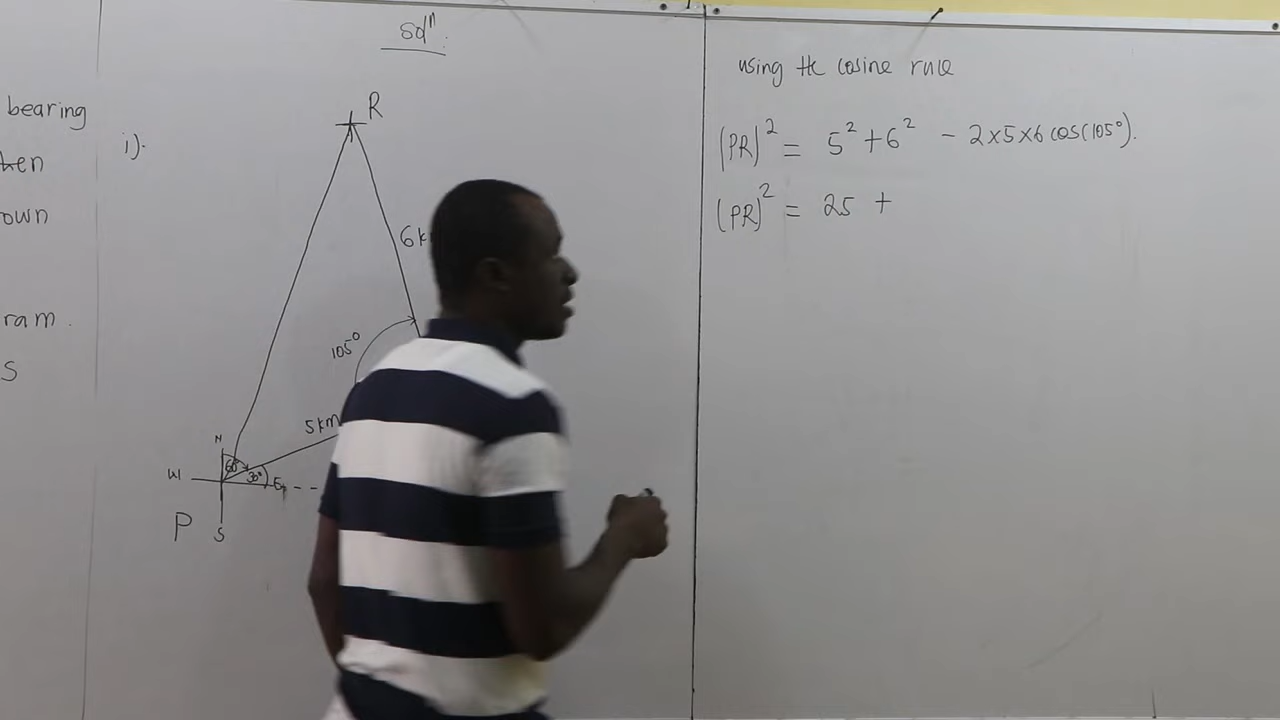 bearing
own
ram.
S
soln:
i).
R
6k
105°
5km
N
60°
30°
W
E
P
S
using the cosine rule
(PR)² = 5² + 6² - 2×5×6 cos(105°).
(PR)² = 25 +